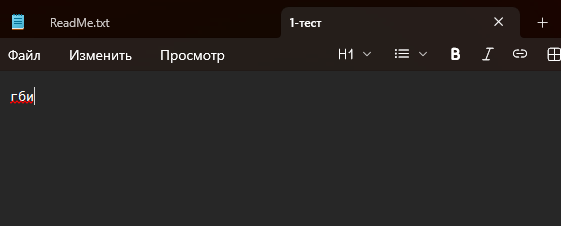 ReadMe.txt 1-тест
Файл Изменить Просмотр H1 B I
гби